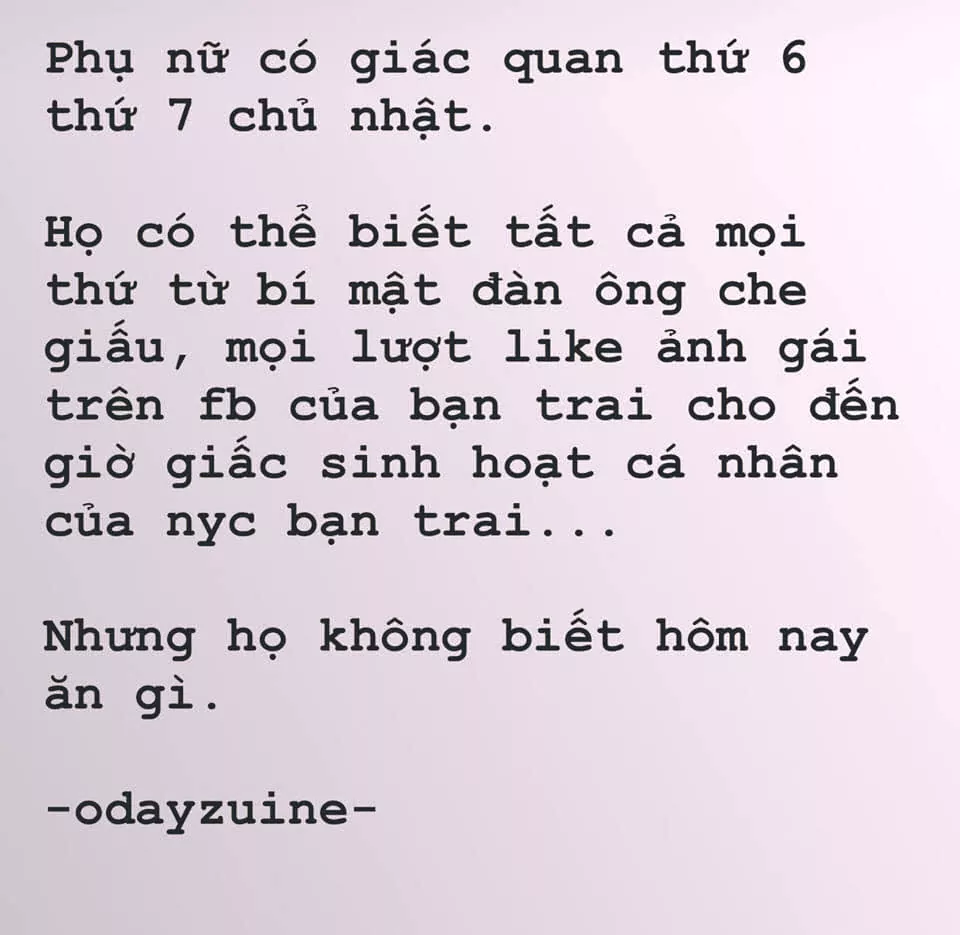 Phụ nữ có giác quan thứ 6
thứ 7 chủ nhật.
Họ có thể biết tất cả mọi
thứ từ bí mật đàn ông che
giấu, mọi lượt like ảnh gái
trên fb của bạn trai cho đến
giờ giấc sinh hoạt cá nhân
của nyc bạn trai...
Nhưng họ không biết hôm nay
ăn gì.
-odayzuine-